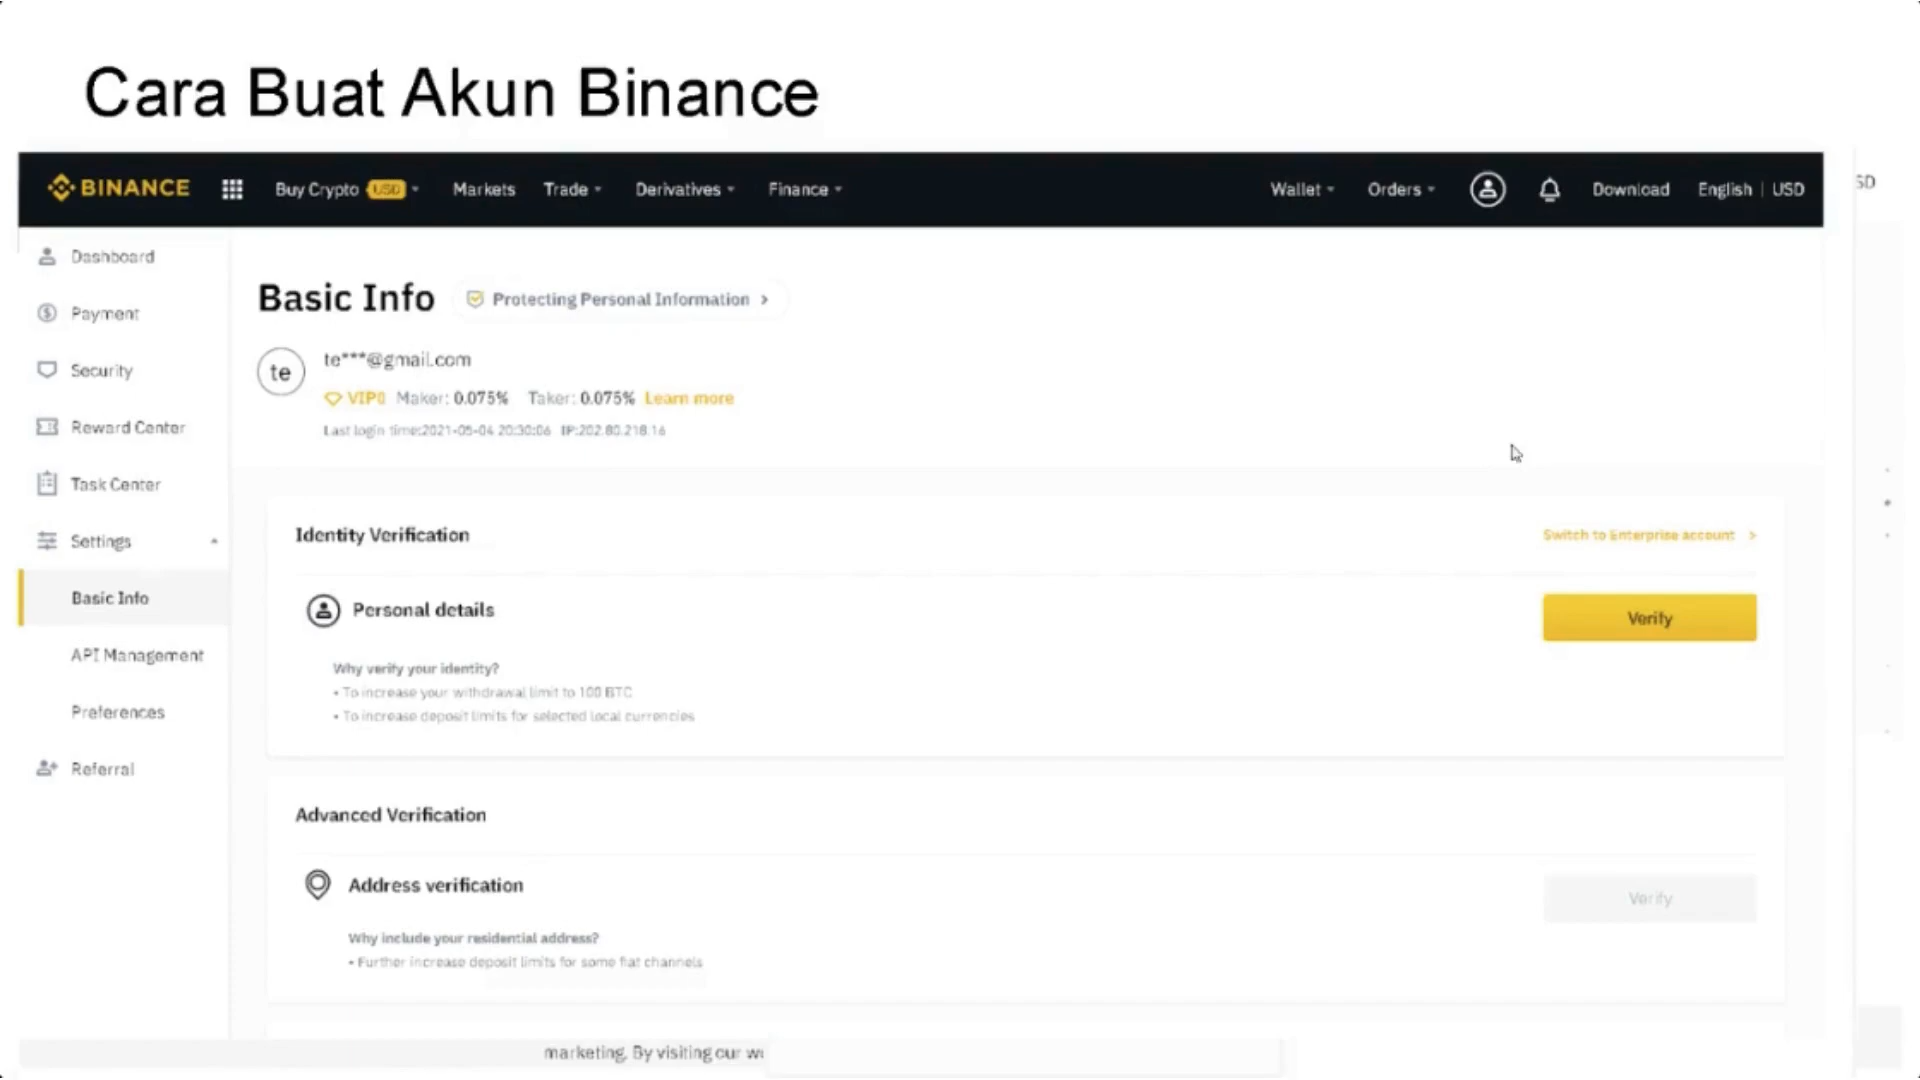 Cara Buat Akun Binance
BINANCE Buy Crypto USD Markets Trade Derivatives Finance Wallet Orders Download English | USD
SD
Dashboard
Payment
Security
Reward Center
Task Center
Settings
Basic Info
API Management
Preferences
Referral
Basic Info Protecting Personal Information >
te te***@gmail.com
VIP0 Maker: 0.075% Taker: 0.075% Learn more
Last login time:2021-05-04 20:30:06 IP:202.80.218.16
Identity Verification Switch to Enterprise account >
Personal details Verify
Why verify your identity?
• To increase your withdrawal limit to 100 BTC
• To increase deposit limits for selected local currencies
Advanced Verification
Address verification Verify
Why include your residential address?
• Further increase deposit limits for some fiat channels
marketing. By visiting our we